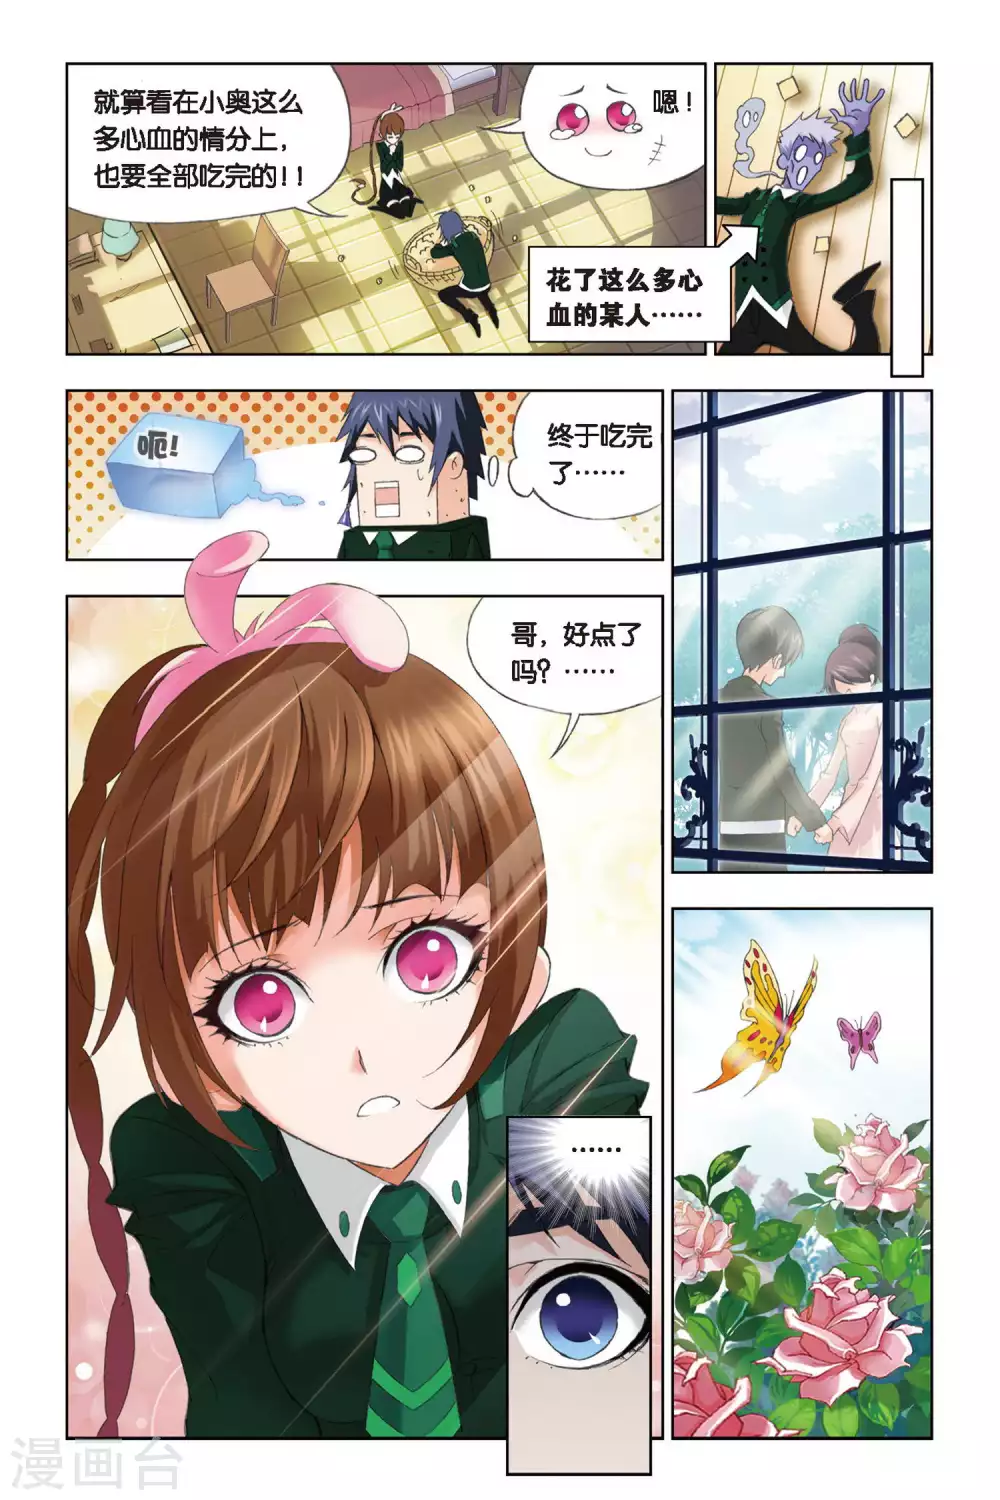 就算看在小奥这么
多心血的情分上，
也要全部吃完的！！
嗯！
花了这么多心
血的某人……
呃！
终于吃完
了……
哥，好点了
吗？……
……
漫画台